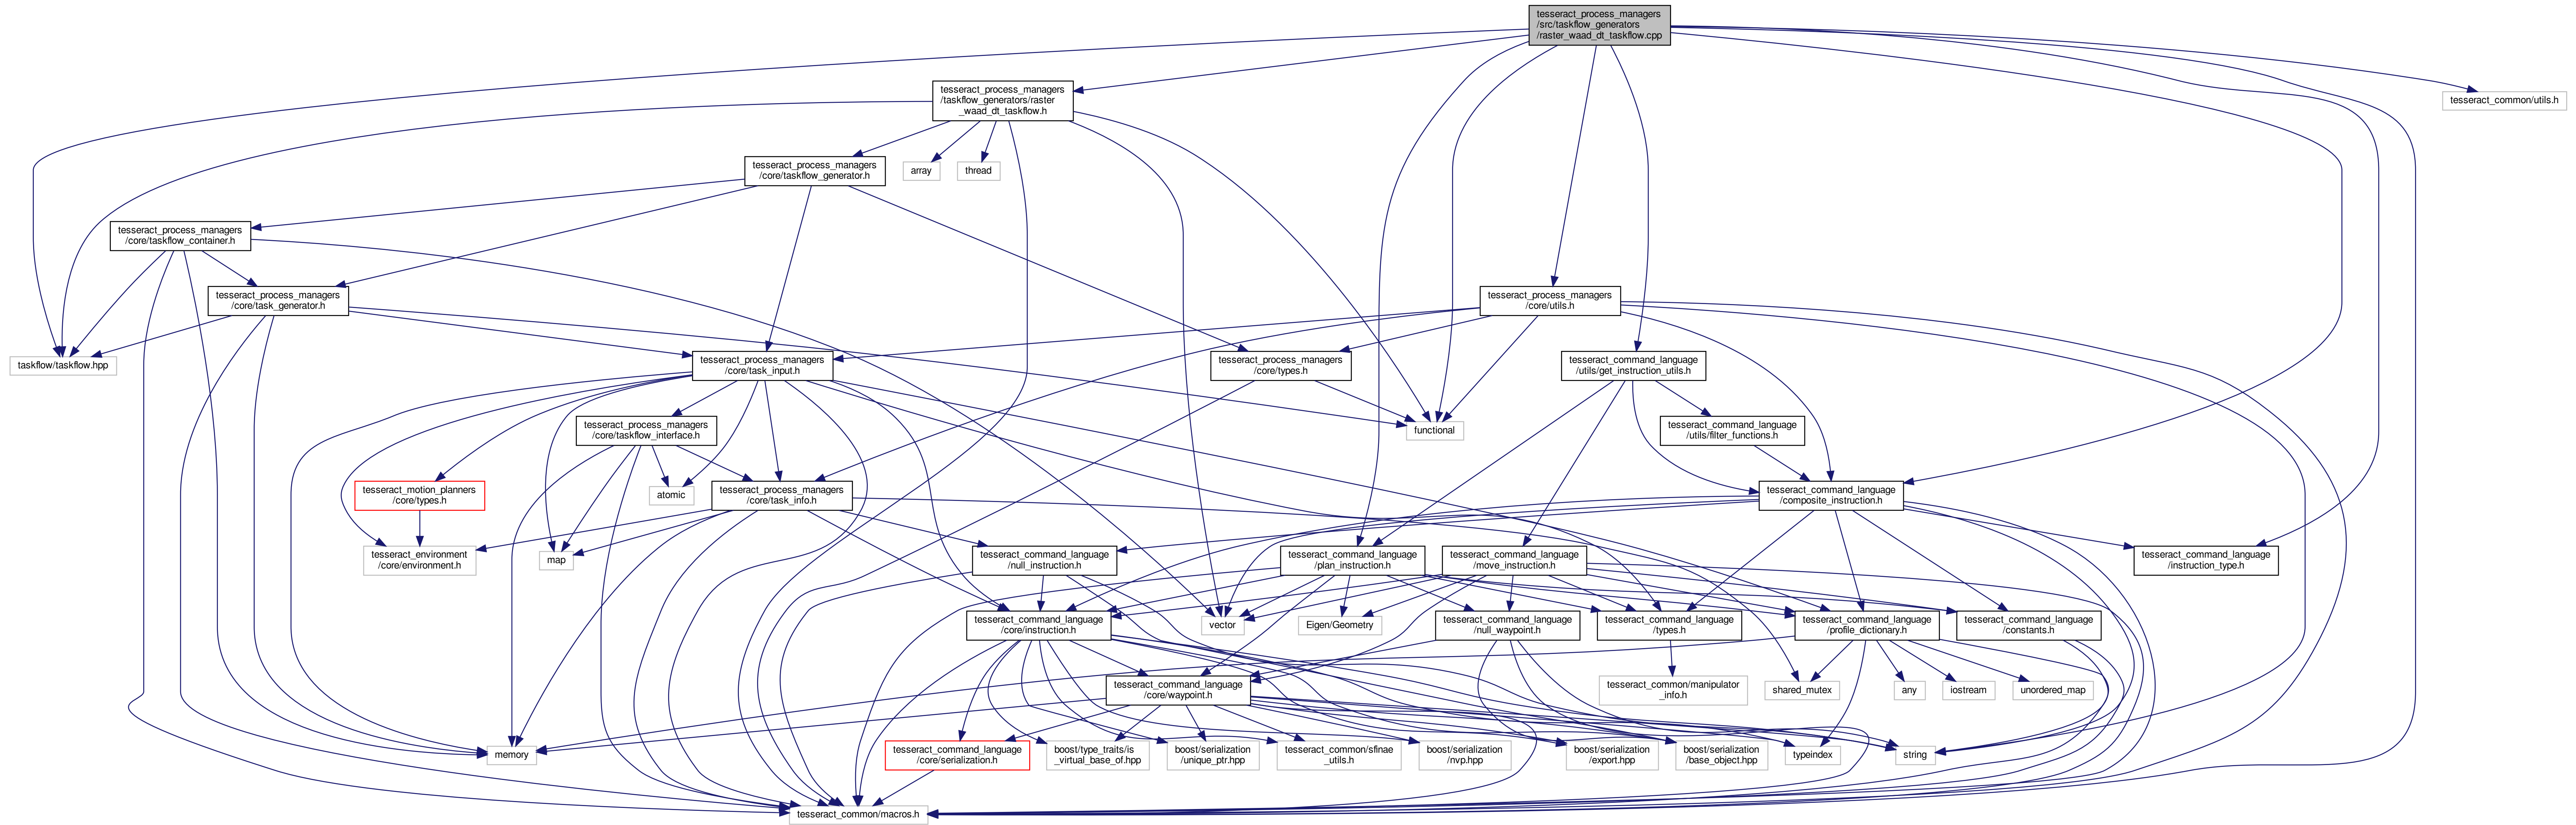 tesseract_process_managers
/src/taskflow_generators
/raster_waad_dt_taskflow.cpp
tesseract_process_managers
/taskflow_generators/raster
_waad_dt_taskflow.h
tesseract_common/utils.h
tesseract_process_managers
/core/taskflow_generator.h
array
thread
tesseract_process_managers
/core/taskflow_container.h
tesseract_process_managers
/core/task_generator.h
tesseract_process_managers
/core/utils.h
taskflow/taskflow.hpp
tesseract_process_managers
/core/task_input.h
tesseract_process_managers
/core/types.h
tesseract_command_language
/utils/get_instruction_utils.h
tesseract_process_managers
/core/taskflow_interface.h
functional
tesseract_command_language
/utils/filter_functions.h
tesseract_motion_planners
/core/types.h
atomic
tesseract_process_managers
/core/task_info.h
tesseract_command_language
/composite_instruction.h
tesseract_environment
/core/environment.h
map
tesseract_command_language
/null_instruction.h
tesseract_command_language
/plan_instruction.h
tesseract_command_language
/move_instruction.h
tesseract_command_language
/instruction_type.h
tesseract_command_language
/core/instruction.h
vector
Eigen/Geometry
tesseract_command_language
/null_waypoint.h
tesseract_command_language
/types.h
tesseract_command_language
/profile_dictionary.h
tesseract_command_language
/constants.h
tesseract_command_language
/core/waypoint.h
tesseract_common/manipulator
_info.h
shared_mutex
any
iostream
unordered_map
memory
tesseract_command_language
/core/serialization.h
boost/type_traits/is
_virtual_base_of.hpp
boost/serialization
/unique_ptr.hpp
tesseract_common/sfinae
_utils.h
boost/serialization
/nvp.hpp
boost/serialization
/export.hpp
boost/serialization
/base_object.hpp
typeindex
string
tesseract_common/macros.h